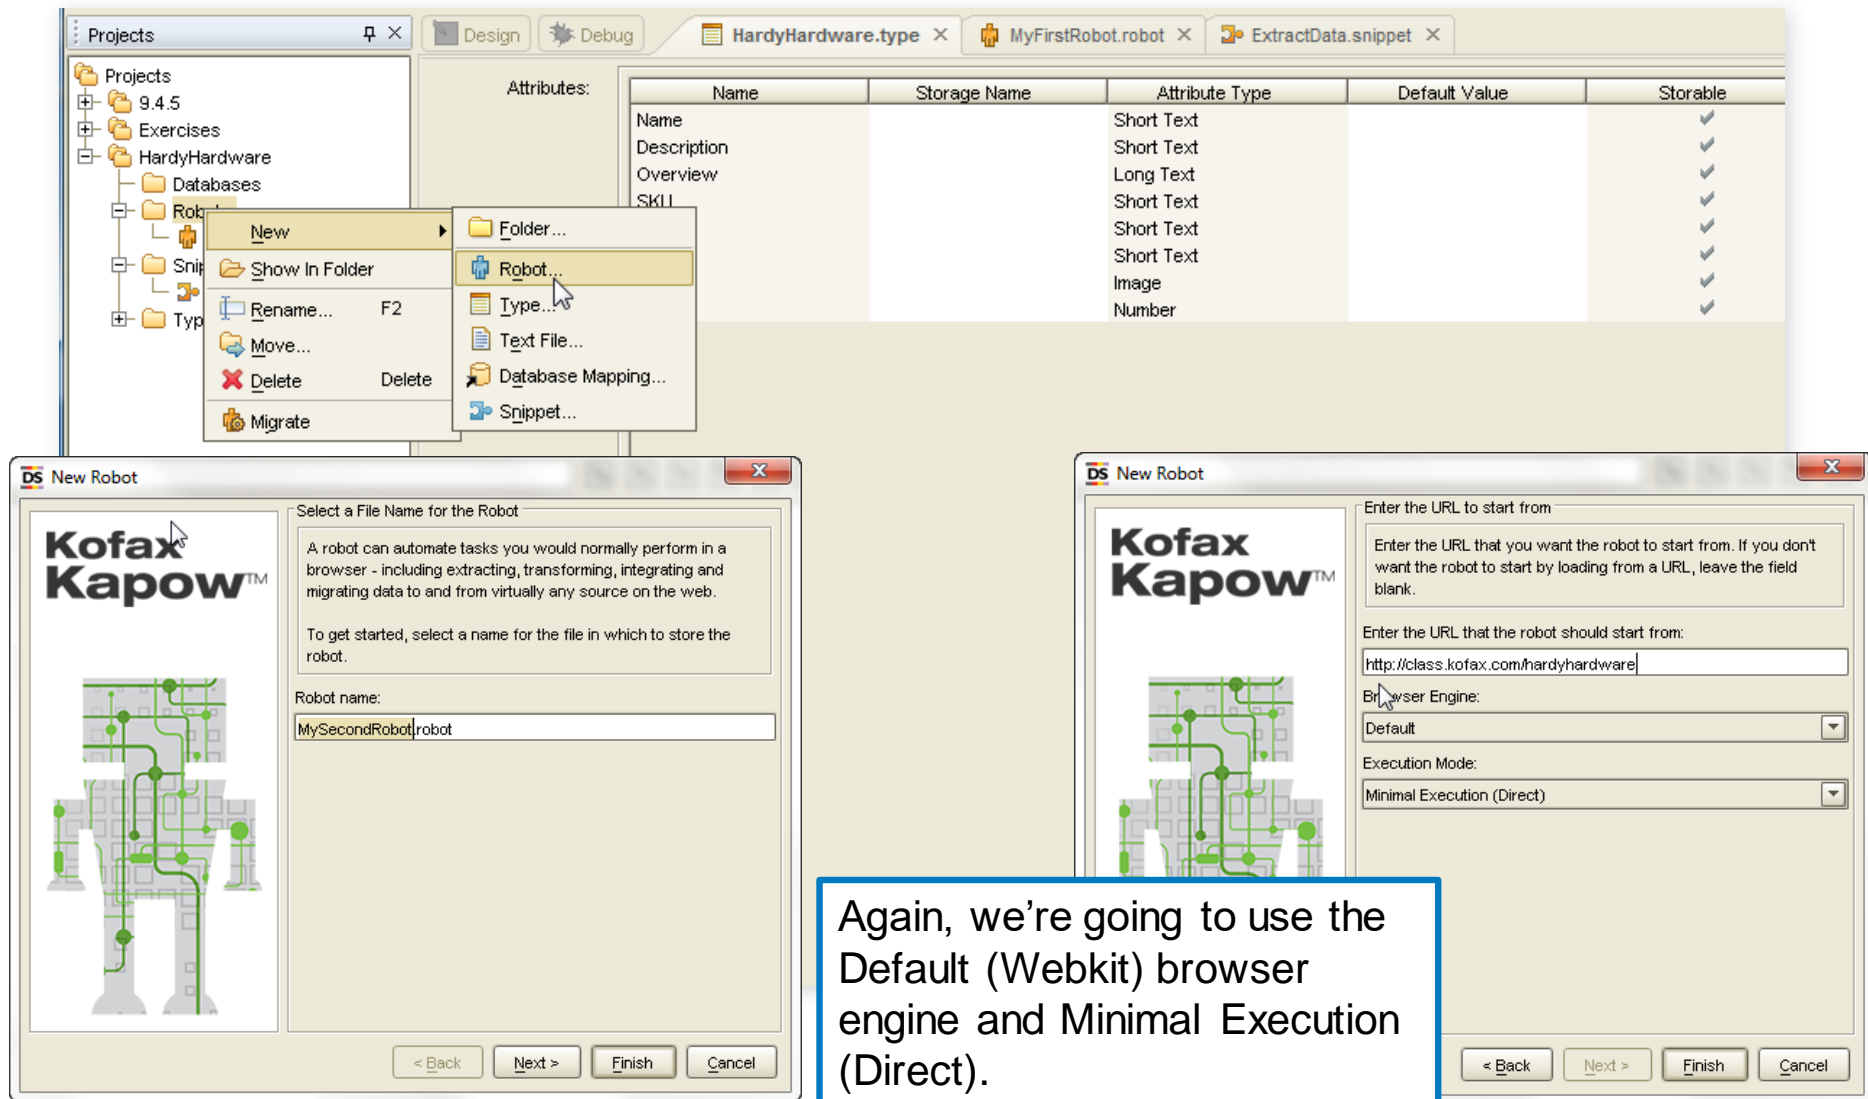 Projects
Design
Debug
HardyHardware.type
MyFirstRobot.robot
ExtractData.snippet
Projects
9.4.5
Exercises
HardyHardware
Databases
New
Show In Folder
Rename... F2
Move...
Delete Delete
Migrate
Folder...
Robot...
Type...
Text File...
Database Mapping...
Snippet...
Attributes:
Name Storage Name Attribute Type Default Value Storable
Name Short Text
Description Short Text
Overview Long Text
SKU Short Text
Short Text
Short Text
Image
Number
DS New Robot
Kofax
Kapow™
Select a File Name for the Robot
A robot can automate tasks you would normally perform in a
browser - including extracting, transforming, integrating and
migrating data to and from virtually any source on the web.
To get started, select a name for the file in which to store the
robot.
Robot name:
MySecondRobot.robot
< Back Next > Finish Cancel
DS New Robot
Kofax
Kapow™
Enter the URL to start from
Enter the URL that you want the robot to start from. If you don't
want the robot to start by loading from a URL, leave the field
blank.
Enter the URL that the robot should start from:
http://class.kofax.com/hardyhardware
Browser Engine:
Default
Execution Mode:
Minimal Execution (Direct)
< Back Next > Finish Cancel
Again, we're going to use the
Default (Webkit) browser
engine and Minimal Execution
(Direct).